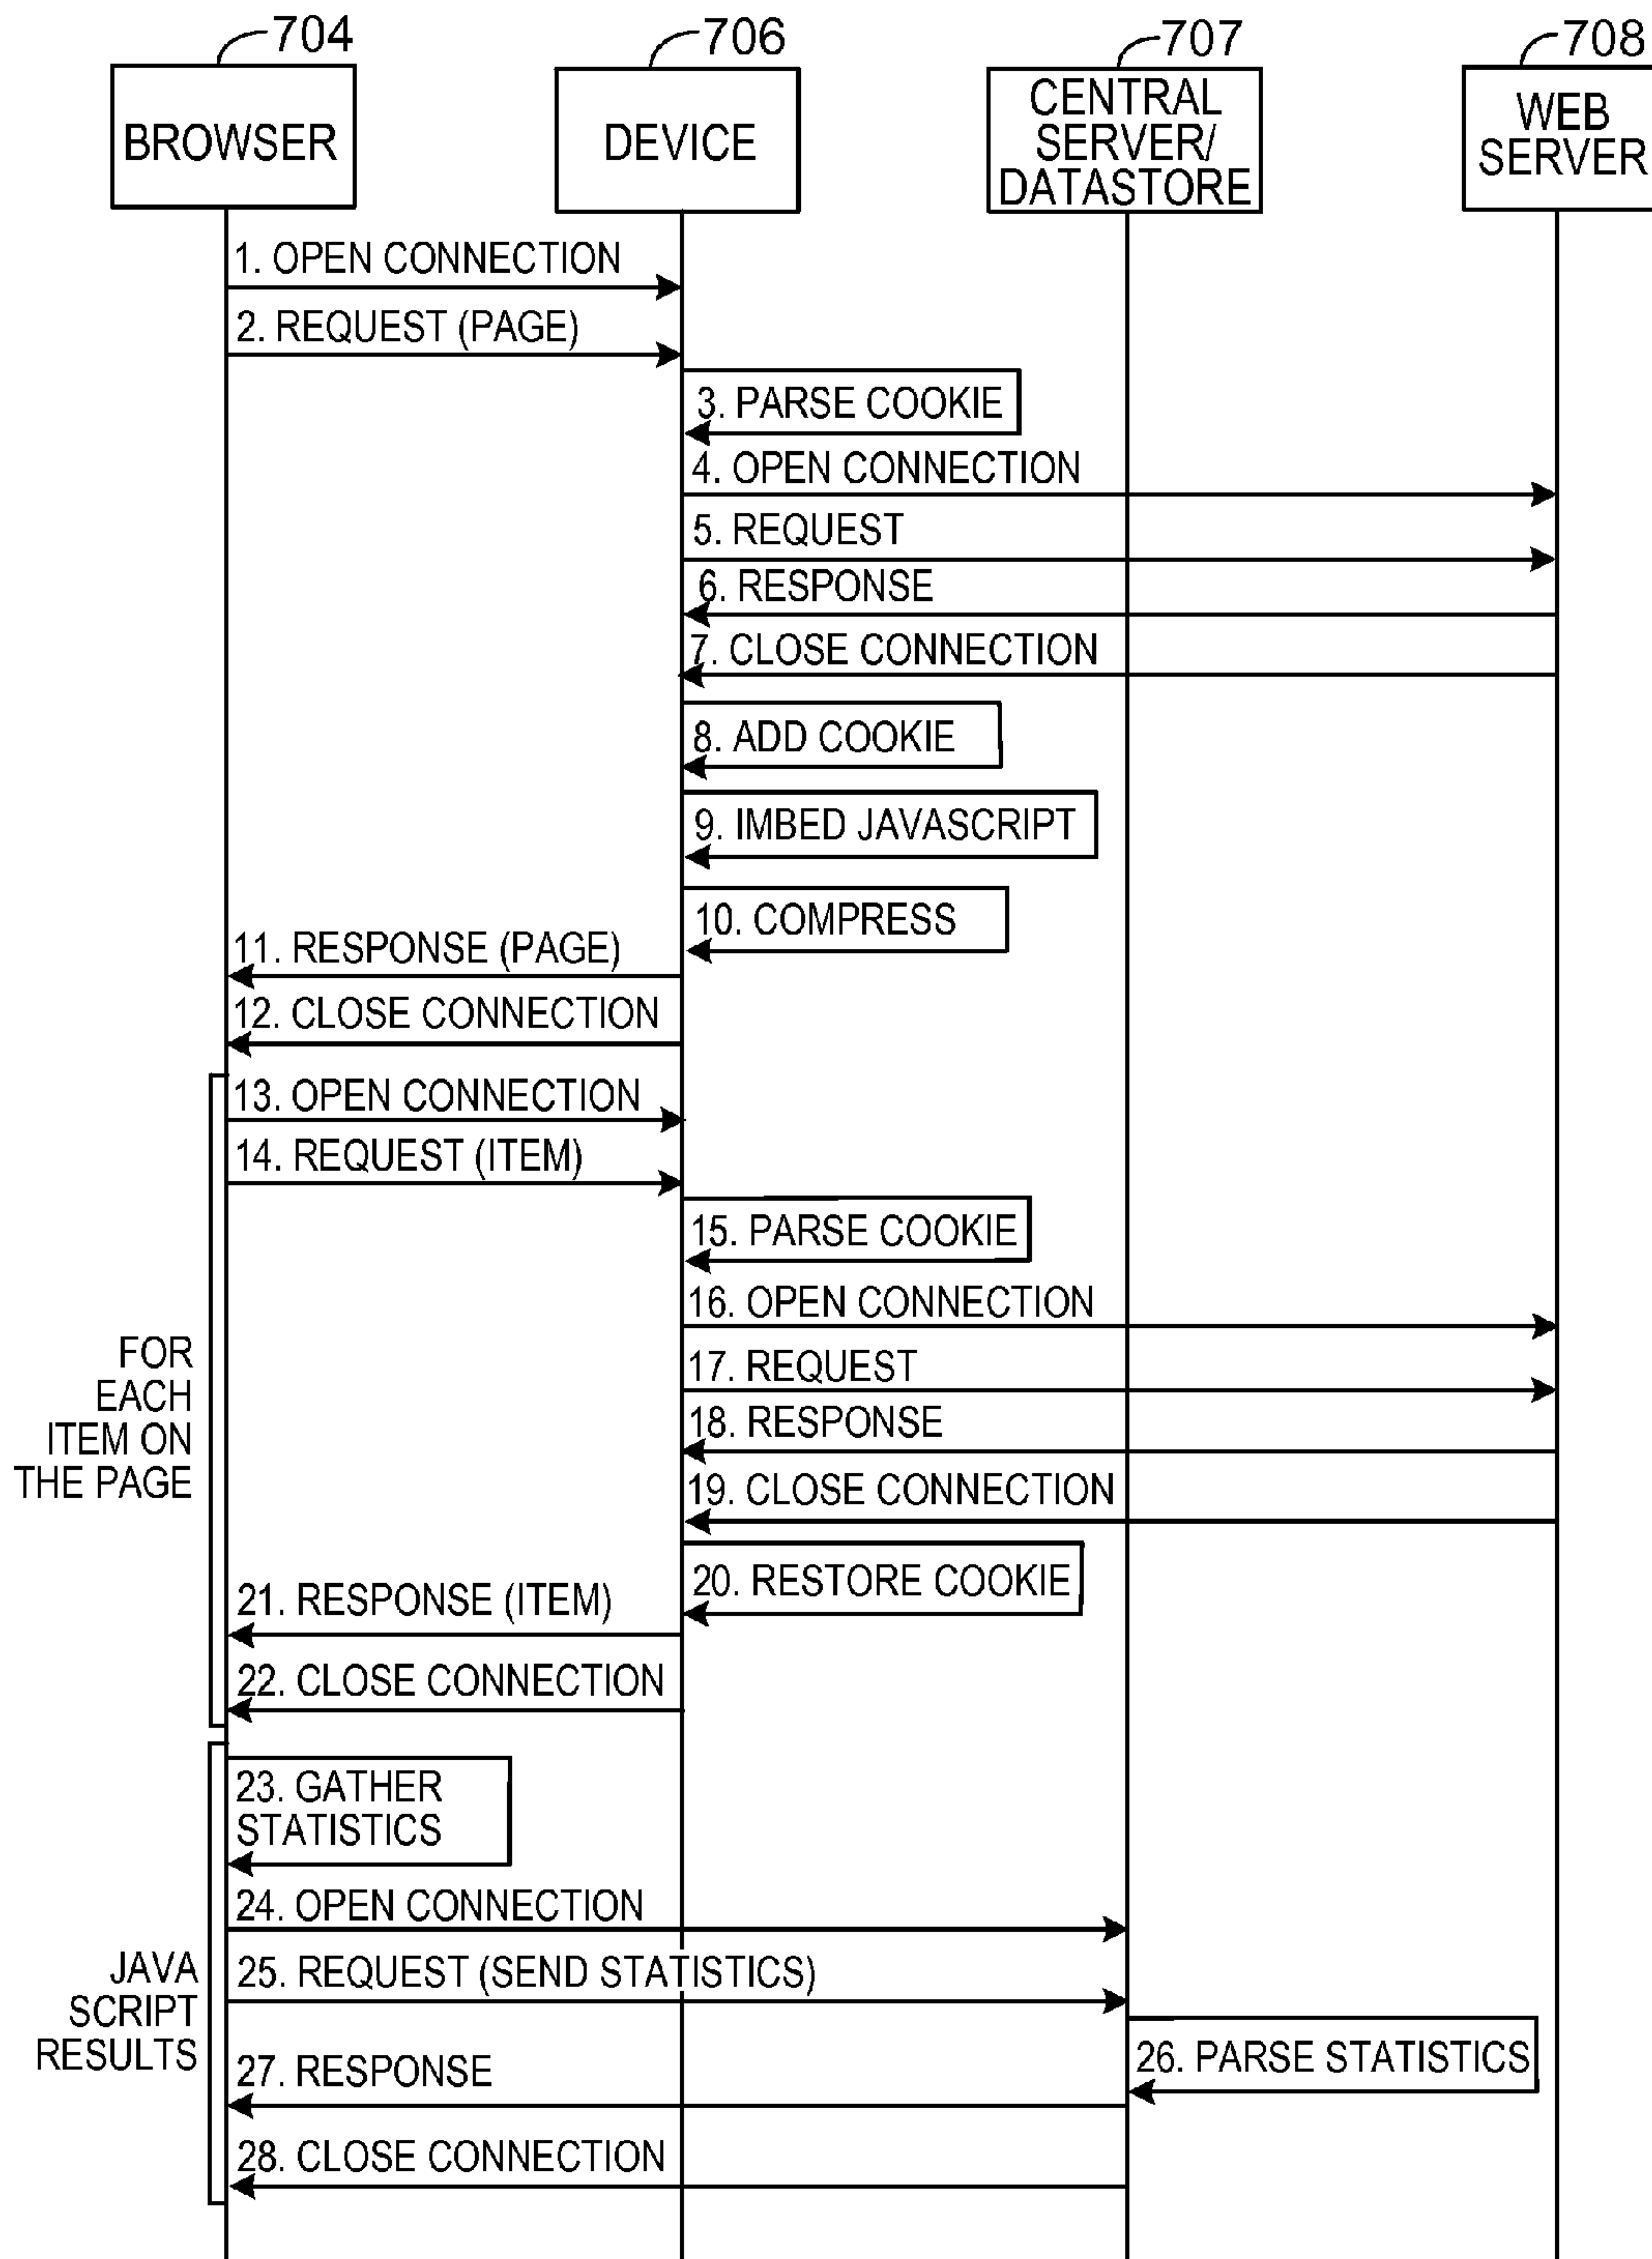 704
706
707
708
BROWSER
DEVICE
CENTRAL
SERVER/
DATASTORE
WEB
SERVER
1. OPEN CONNECTION
2. REQUEST (PAGE)
3. PARSE COOKIE
4. OPEN CONNECTION
5. REQUEST
6. RESPONSE
7. CLOSE CONNECTION
8. ADD COOKIE
9. IMBED JAVASCRIPT
10. COMPRESS
11. RESPONSE (PAGE)
12. CLOSE CONNECTION
13. OPEN CONNECTION
14. REQUEST (ITEM)
15. PARSE COOKIE
16. OPEN CONNECTION
17. REQUEST
18. RESPONSE
19. CLOSE CONNECTION
20. RESTORE COOKIE
21. RESPONSE (ITEM)
22. CLOSE CONNECTION
FOR
EACH
ITEM ON
THE PAGE
23. GATHER
STATISTICS
24. OPEN CONNECTION
25. REQUEST (SEND STATISTICS)
26. PARSE STATISTICS
27. RESPONSE
28. CLOSE CONNECTION
JAVA
SCRIPT
RESULTS